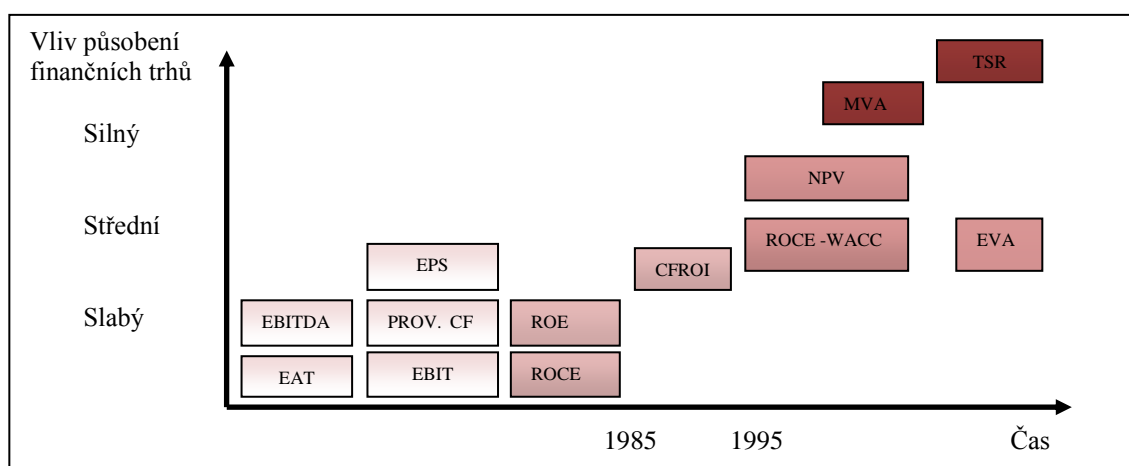 Vliv působení
finančních trhů
TSR
MVA
Silný
NPV
Střední
ROCE -WACC
EVA
EPS
CFROI
Slabý
EBITDA
PROV. CF
ROE
EAT
EBIT
ROCE
1985
1995
Čas